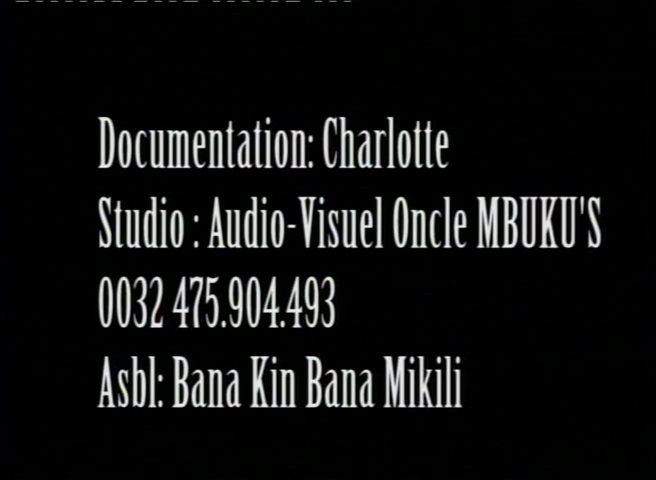 Documentation: Charlotte
Studio : Audio-Visuel Oncle MBUKU'S
0032 475.904.493
Asbl: Bana Kin Bana Mikili